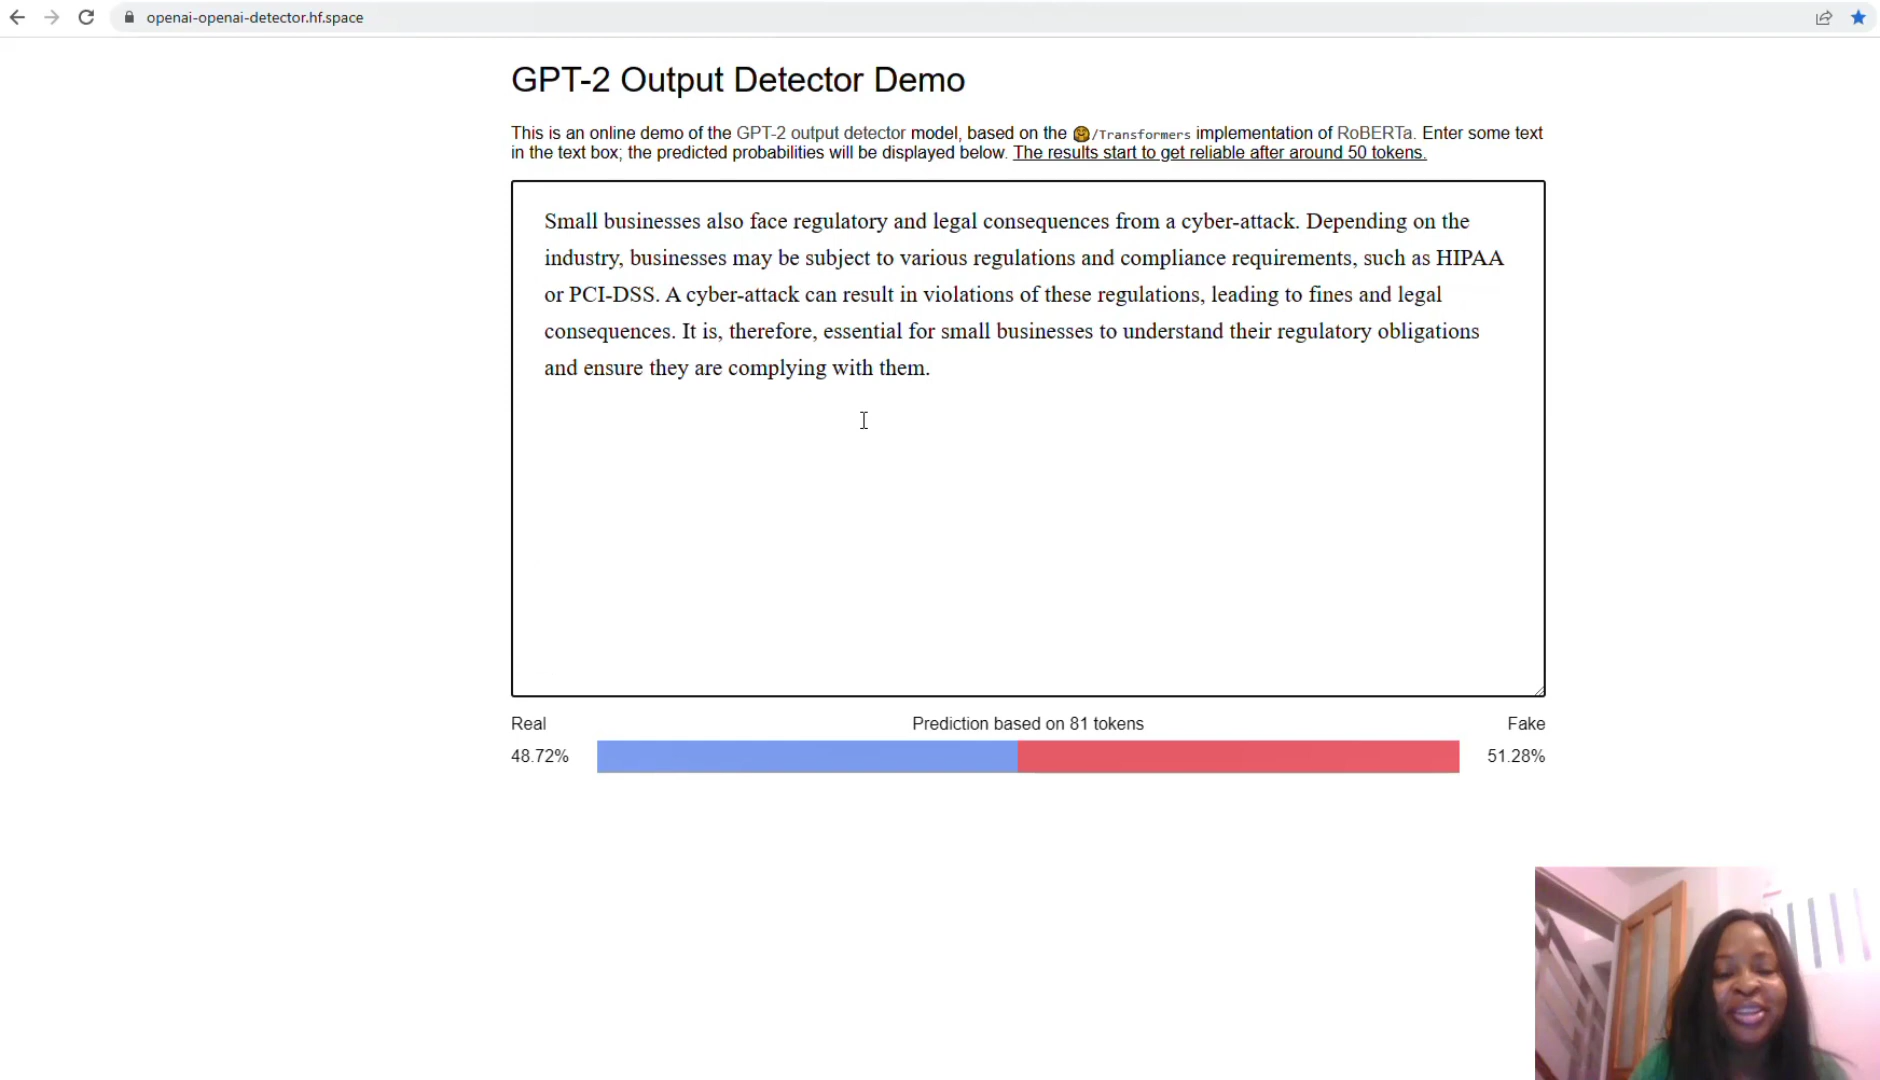 openai-openai-detector.hf.space
GPT-2 Output Detector Demo
This is an online demo of the GPT-2 output detector model, based on the 🤗/Transformers implementation of RoBERTa. Enter some text
in the text box; the predicted probabilities will be displayed below. The results start to get reliable after around 50 tokens.
Small businesses also face regulatory and legal consequences from a cyber-attack. Depending on the
industry, businesses may be subject to various regulations and compliance requirements, such as HIPAA
or PCI-DSS. A cyber-attack can result in violations of these regulations, leading to fines and legal
consequences. It is, therefore, essential for small businesses to understand their regulatory obligations
and ensure they are complying with them.
Real Prediction based on 81 tokens Fake
48.72% 51.28%